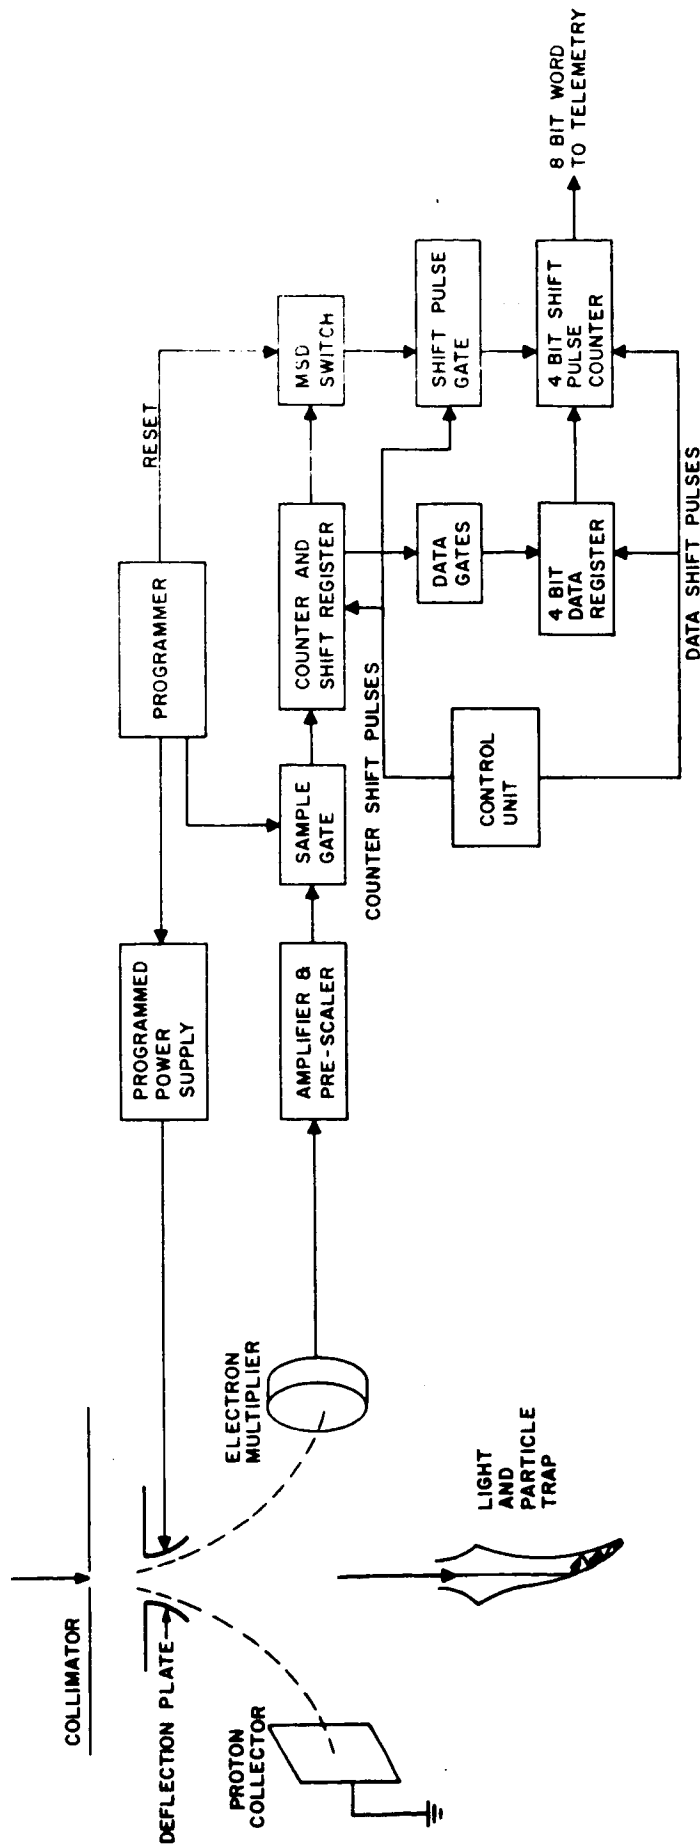 COLLIMATOR
DEFLECTION PLATE
PROTON
COLLECTOR
ELECTRON
MULTIPLIER
LIGHT
AND
PARTICLE
TRAP
PROGRAMMED
POWER
SUPPLY
PROGRAMMER
RESET
AMPLIFIER &
PRE-SCALER
SAMPLE
GATE
COUNTER AND
SHIFT REGISTER
MSD
SWITCH
COUNTER SHIFT PULSES
DATA
GATES
SHIFT PULSE
GATE
CONTROL
UNIT
4 BIT
DATA
REGISTER
4 BIT SHIFT
PULSE
COUNTER
8 BIT WORD
TO TELEMETRY
DATA SHIFT PULSES